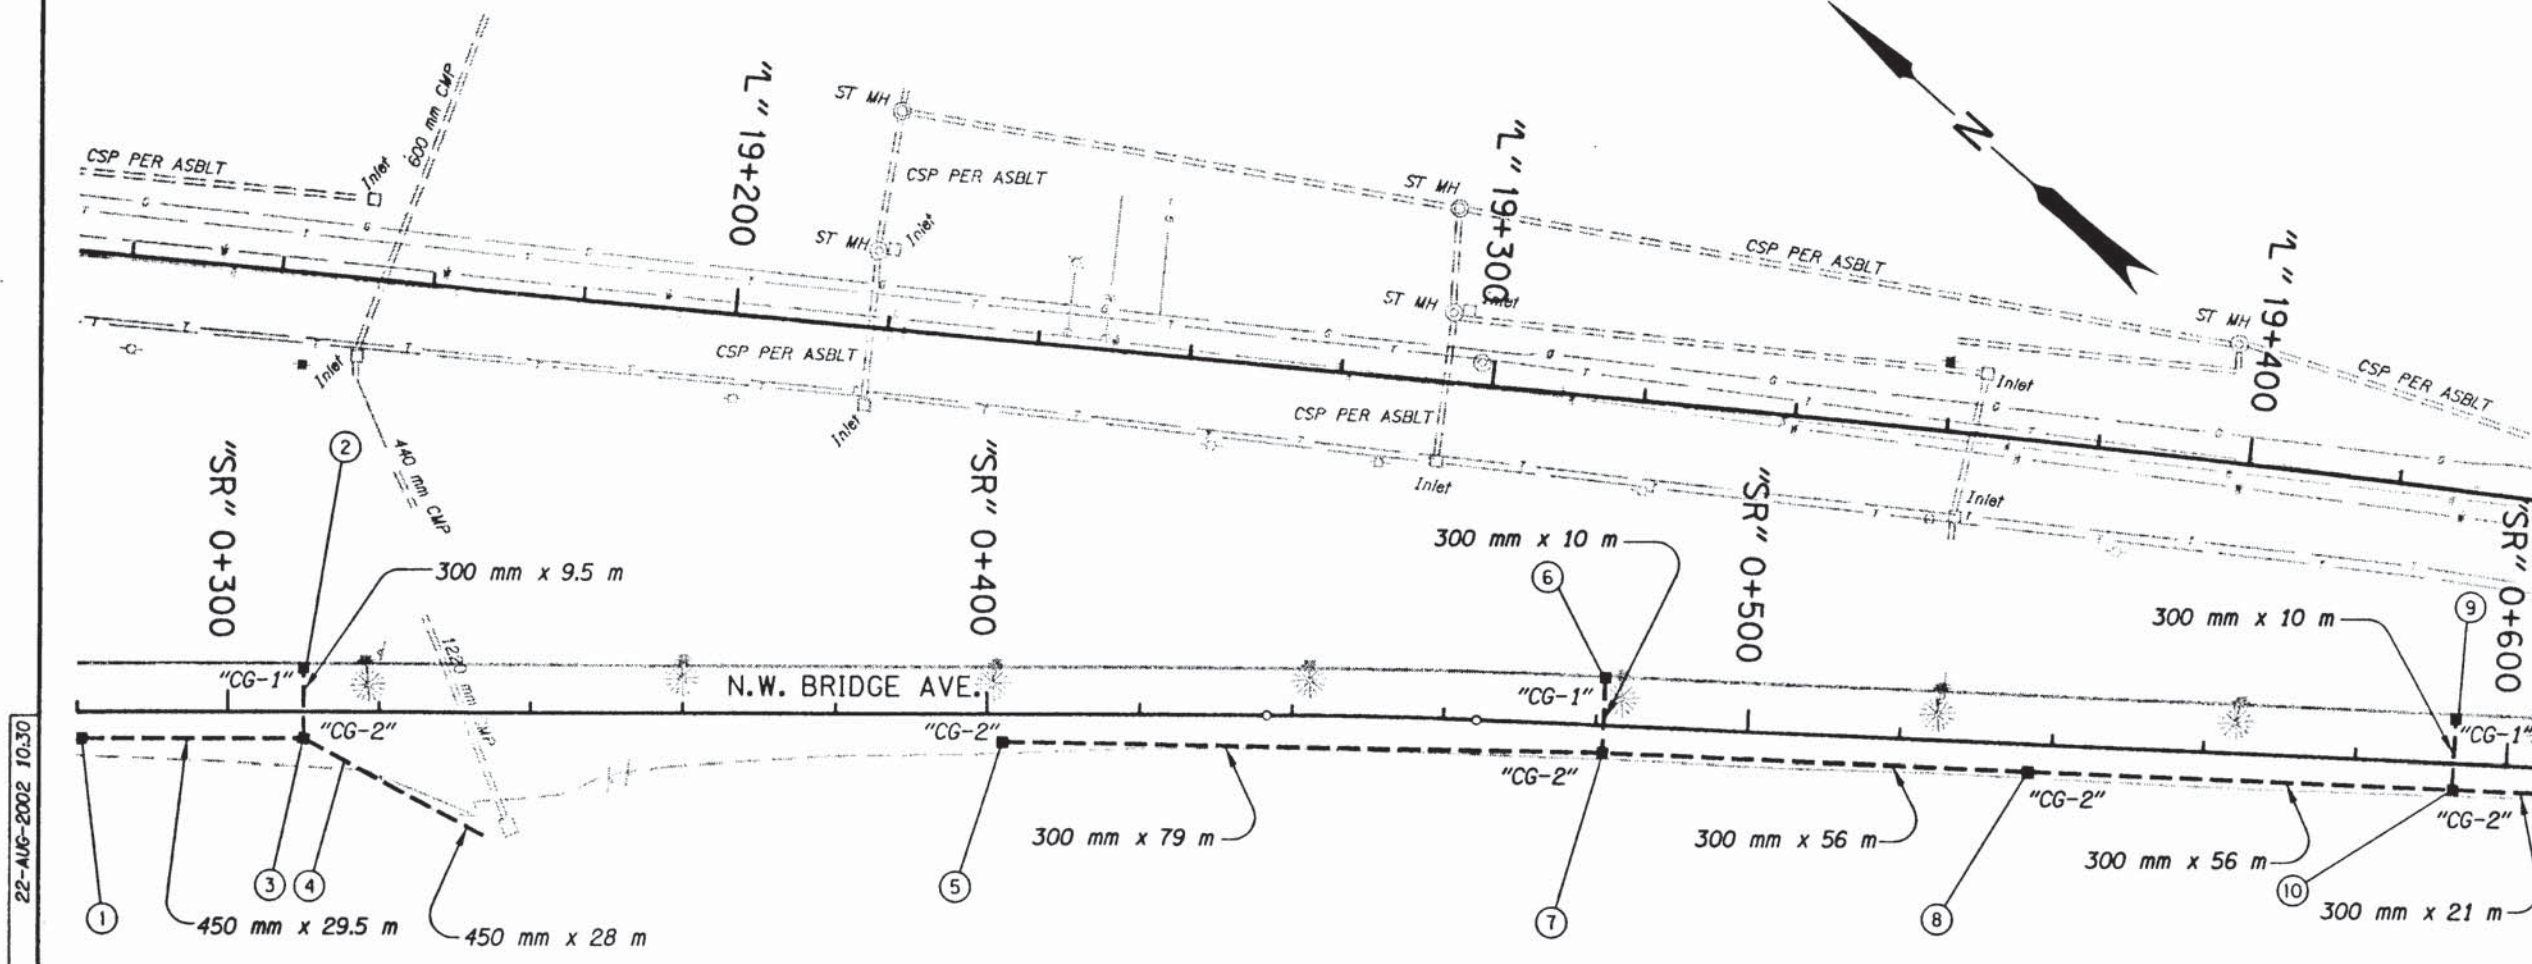 600 mm CMP
"L" 19+200
ST MH
CSP PER ASBLT
Inlet
CSP PER ASBLT
ST MH
Inlet
ST MH
"L" 19+300
N
CSP PER ASBLT
ST MH
Inlet
"L" 19+400
ST MH
CSP PER ASBLT
Inlet
Inlet
CSP PER ASBLT
Inlet
CSP PER ASBLT
Inlet
Inlet
440 mm CMP
"SR" 0+300
2
"SR" 0+400
300 mm x 9.5 m
300 mm x 10 m
6
"SR" 0+500
300 mm x 10 m
9
"SR" 0+600
1220 mm CMP
"CG-1"
N.W. BRIDGE AVE.
"CG-1"
"CG-1"
"CG-2"
"CG-2"
"CG-2"
"CG-2"
"CG-2"
300 mm x 79 m
300 mm x 56 m
300 mm x 56 m
300 mm x 21 m
1
3
4
5
7
8
10
450 mm x 29.5 m
450 mm x 28 m
22-AUG-2002 10:30